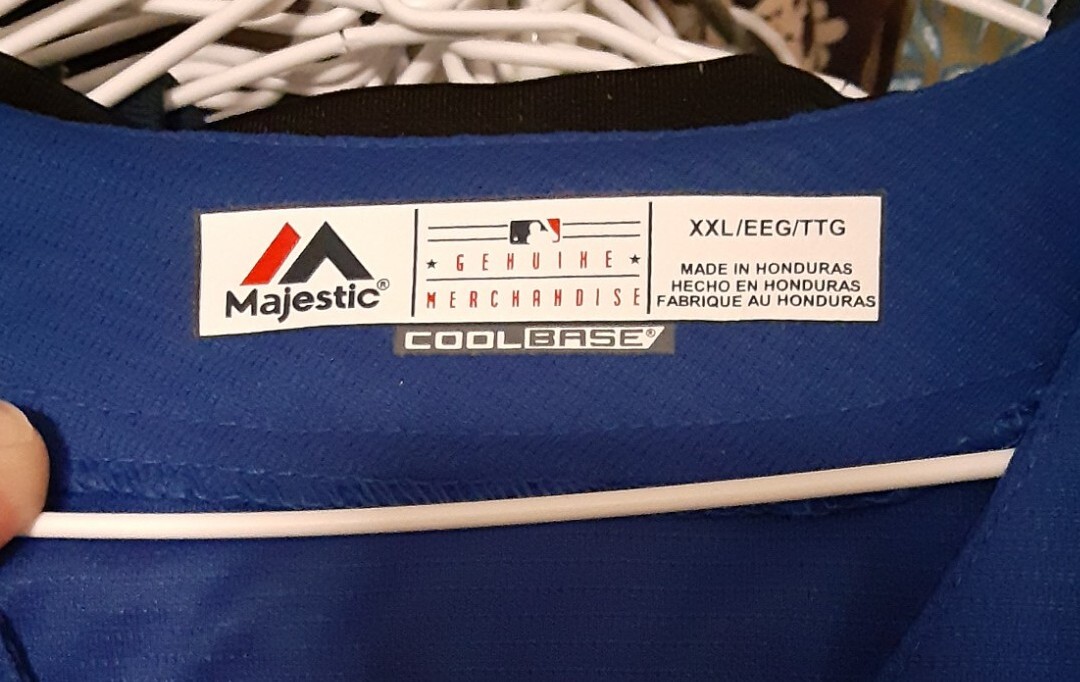 Majestic®
GENUINE
MERCHANDISE
XXL/EEG/TTG
MADE IN HONDURAS
HECHO EN HONDURAS
FABRIQUE AU HONDURAS
COOLBASE®